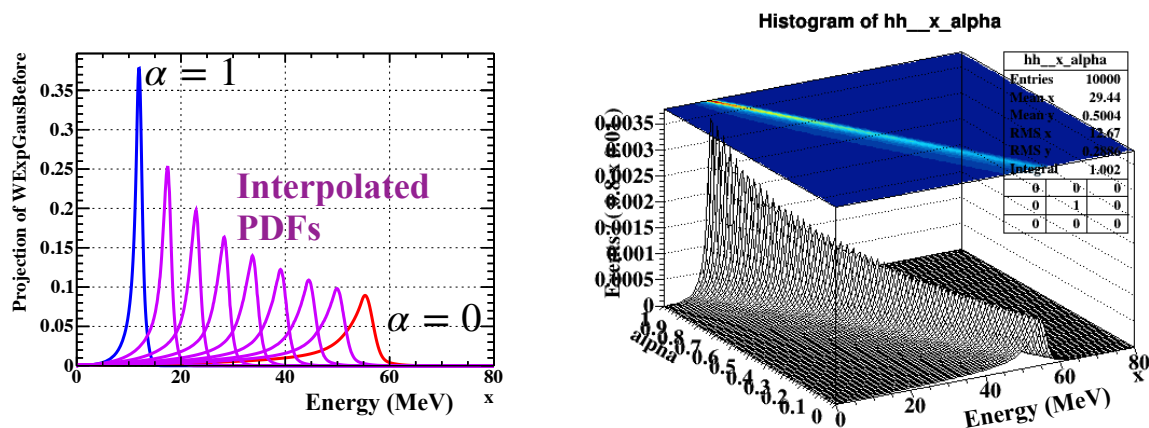 Projection of WExpGausBefore
0.35
0.3
0.25
0.2
0.15
0.1
0.05
0
α = 1
Interpolated
PDFs
α = 0
0 20 40 60 80
Energy (MeV) x
Histogram of hh__x_alpha
hh__x_alpha
Entries 10000
Mean x 29.44
Mean y 0.5004
RMS x 12.67
RMS y 0.2886
Integral 1.002
0 0 0
0 1 0
0 0 0
0.0035
0.003
0.0025
0.002
0.0015
0.001
0.0005
0
1
0.9
0.8
0.7
0.6
0.5
0.4
0.3
0.2
0.1
0
alpha
0 20 40 60 80
Energy (MeV) x